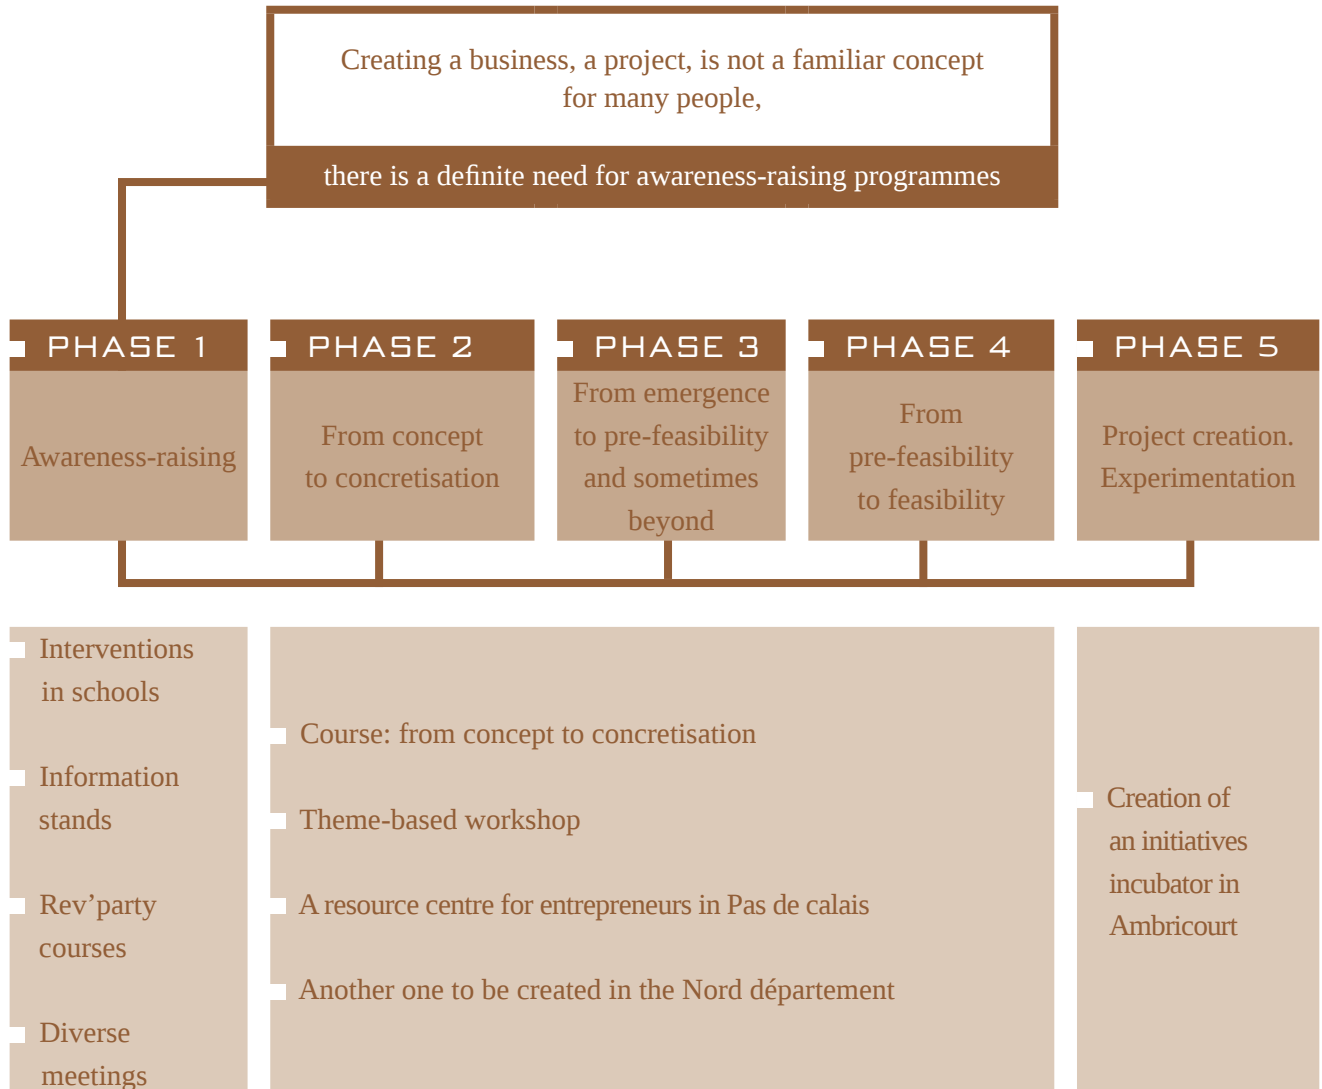 Creating a business, a project, is not a familiar concept
for many people,
there is a definite need for awareness-raising programmes
PHASE 1
Awareness-raising
PHASE 2
From concept
to concretisation
PHASE 3
From emergence
to pre-feasibility
and sometimes
beyond
PHASE 4
From
pre-feasibility
to feasibility
PHASE 5
Project creation.
Experimentation
Interventions
in schools
Information
stands
Rev’party
courses
Diverse
meetings
Course: from concept to concretisation
Theme-based workshop
A resource centre for entrepreneurs in Pas de calais
Another one to be created in the Nord département
Creation of
an initiatives
incubator in
Ambricourt